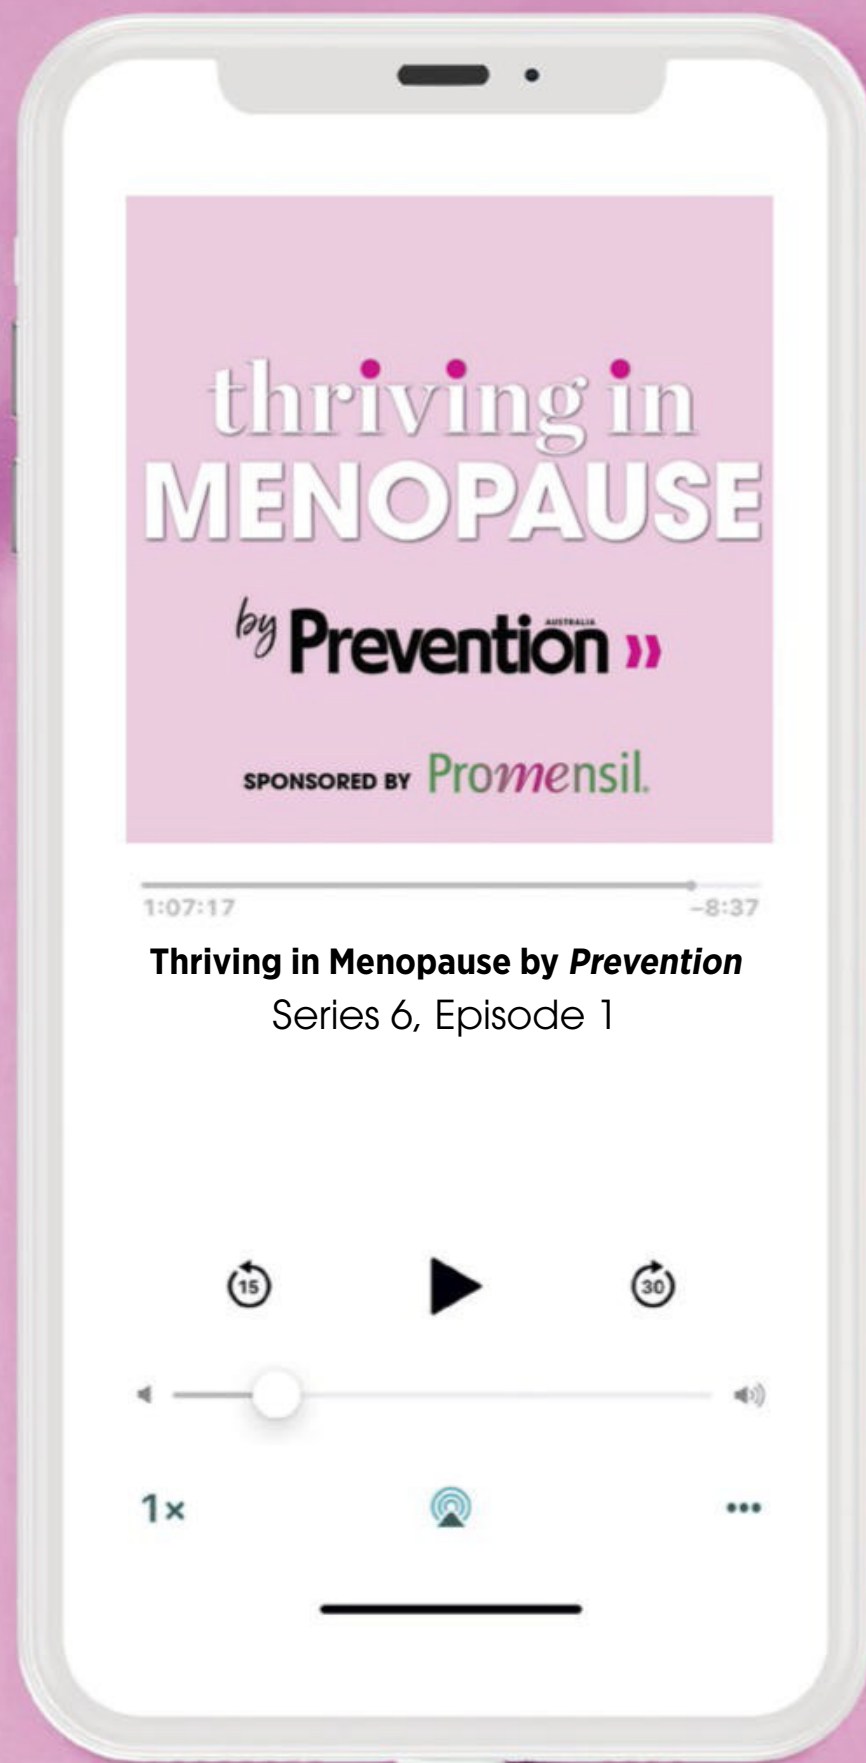 thriving in
MENOPAUSE
by Prevention AUSTRALIA
SPONSORED BY Promensil.
1:07:17 -8:37
Thriving in Menopause by Prevention
Series 6, Episode 1
15 30
1×